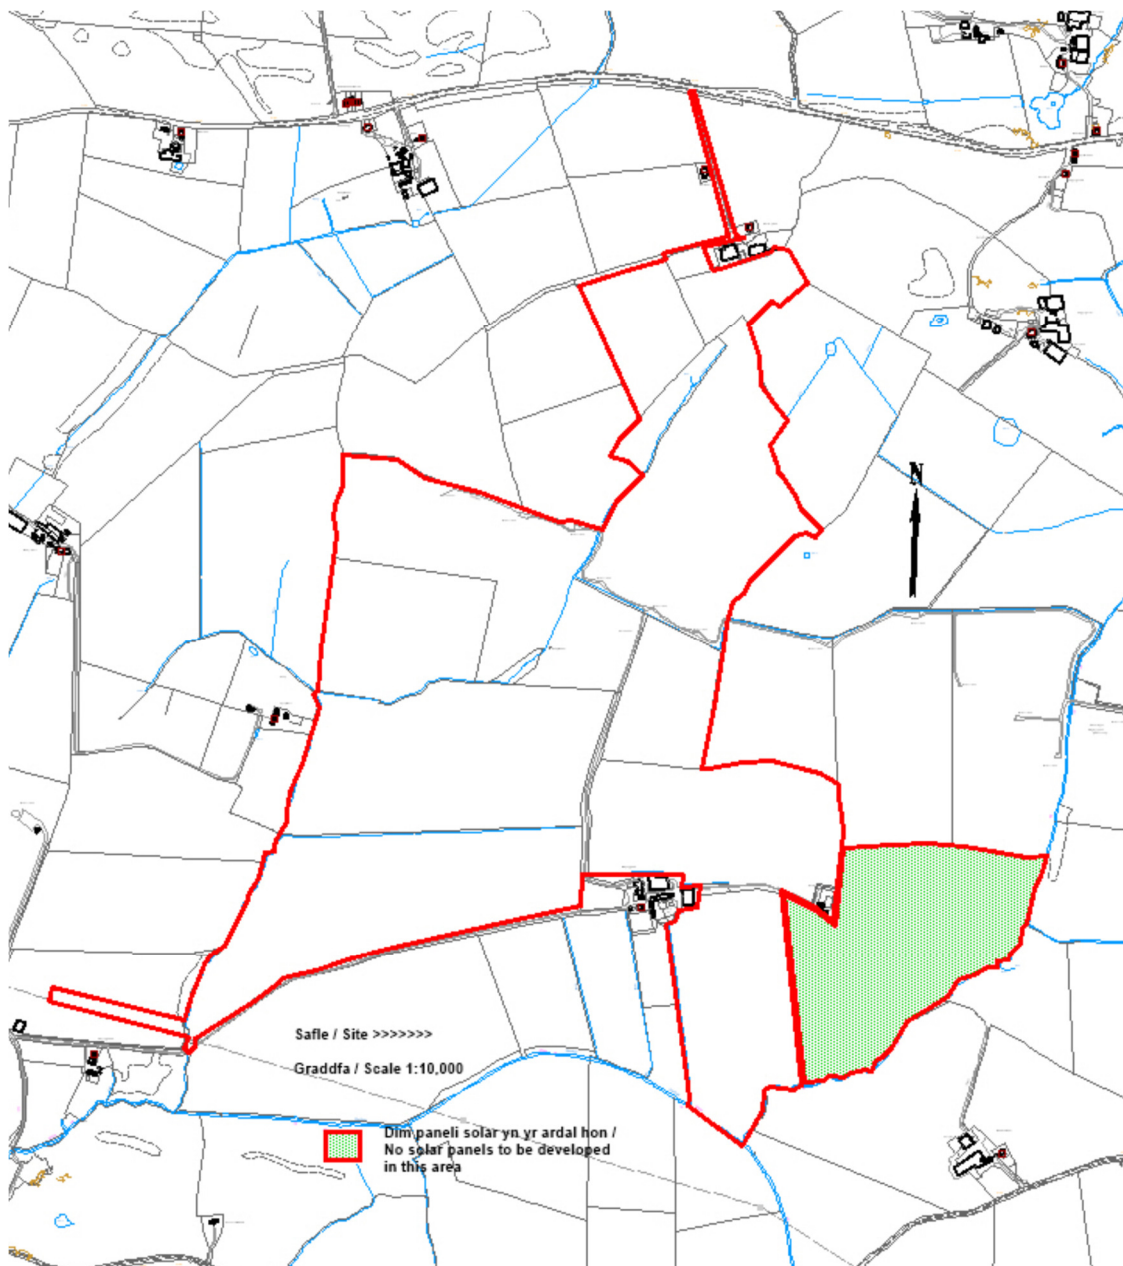 N
Safle / Site >>>>>>>
Graddfa / Scale 1:10,000
Dim paneli solar yn yr ardal hon /
No solar panels to be developed
in this area